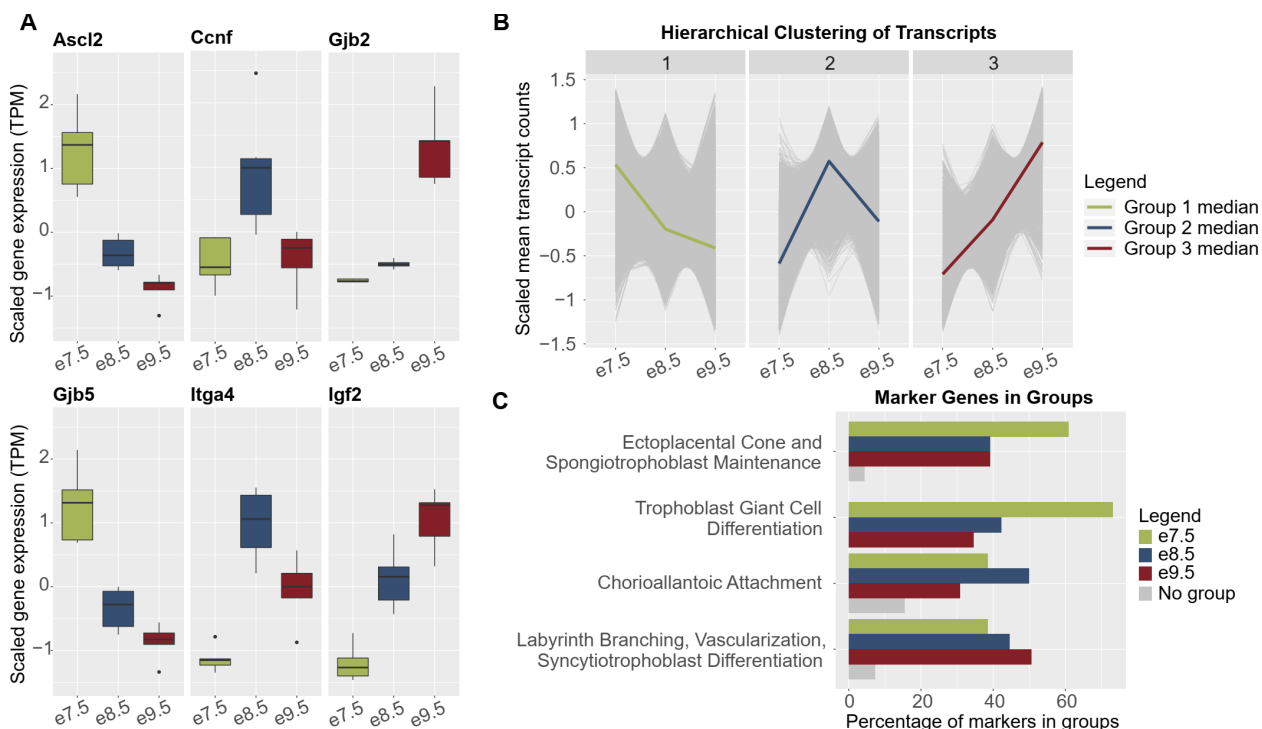 A
Ascl2
Ccnf
Gjb2
Scaled gene expression (TPM)
2
1
0
−1
e7.5
e8.5
e9.5
e7.5
e8.5
e9.5
e7.5
e8.5
e9.5
Gjb5
Itga4
Igf2
Scaled gene expression (TPM)
2
1
0
−1
e7.5
e8.5
e9.5
e7.5
e8.5
e9.5
e7.5
e8.5
e9.5
B
Hierarchical Clustering of Transcripts
1
2
3
Scaled mean transcript counts
1.5
1
0.5
0
−0.5
−1
−1.5
e7.5
e8.5
e9.5
e7.5
e8.5
e9.5
e7.5
e8.5
e9.5
Legend
Group 1 median
Group 2 median
Group 3 median
C
Marker Genes in Groups
Ectoplacental Cone and
Spongiotrophoblast Maintenance
Trophoblast Giant Cell
Differentiation
Chorioallantoic Attachment
Labyrinth Branching, Vascularization,
Syncytiotrophoblast Differentiation
0
20
40
60
Percentage of markers in groups
Legend
e7.5
e8.5
e9.5
No group